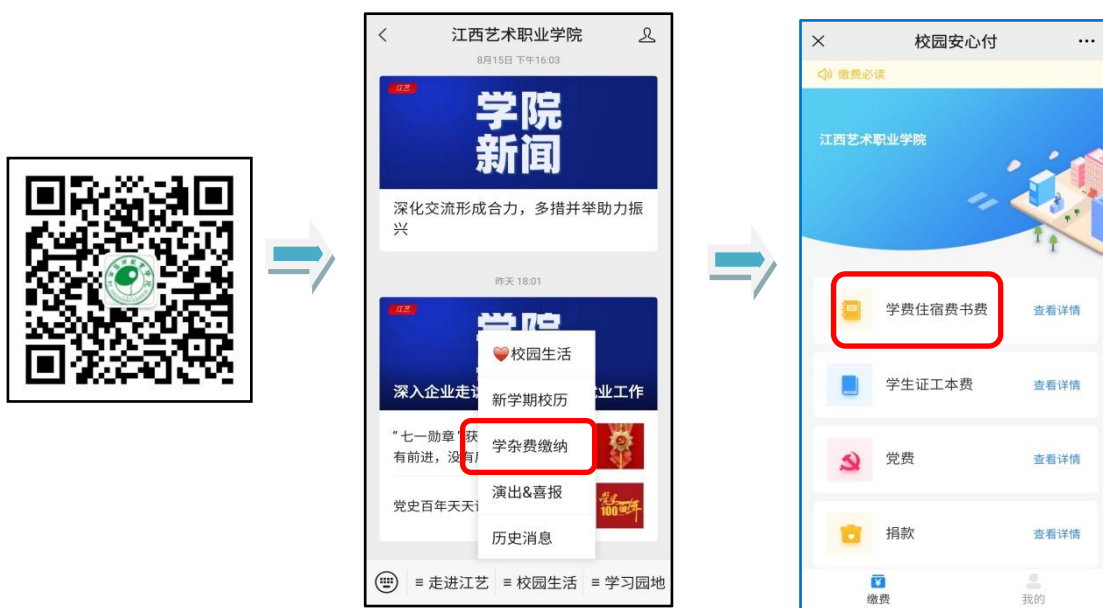 江西艺术职业学院
8月15日 下午16:03
江艺
学院
新闻
深化交流形成合力，多措并举助力振
兴
昨天 18:01
江艺
深入企业走
业工作
“七一勋章”获
有前进，没有
党史百年天天
党史
100
❤️校园生活
新学期校历
学杂费缴纳
演出&喜报
历史消息
≡ 走进江艺 ≡ 校园生活 ≡ 学习园地
校园安心付
缴费必读
江西艺术职业学院
学费住宿费书费 查看详情
学生证工本费 查看详情
党费 查看详情
捐款 查看详情
缴费 我的